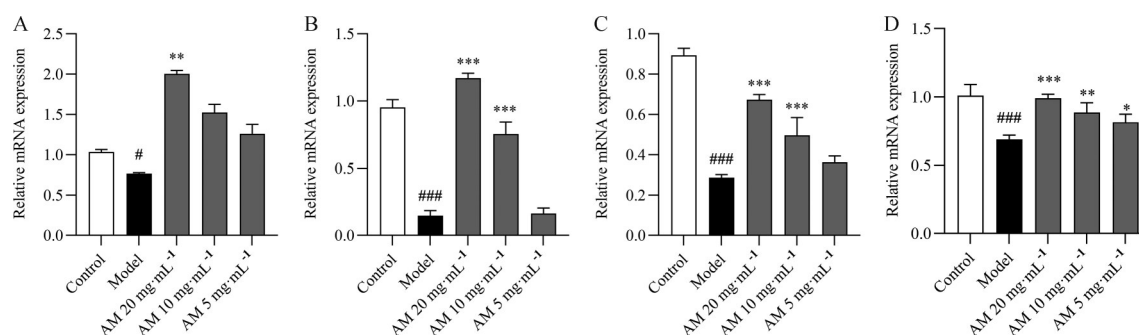 A
Relative mRNA expression
2.5
2.0
1.5
1.0
0.5
0.0
#
**
Control
Model
AM 20 mg·mL⁻¹
AM 10 mg·mL⁻¹
AM 5 mg·mL⁻¹
B
Relative mRNA expression
1.5
1.0
0.5
0.0
###
***
***
Control
Model
AM 20 mg·mL⁻¹
AM 10 mg·mL⁻¹
AM 5 mg·mL⁻¹
C
Relative mRNA expression
1.0
0.8
0.6
0.4
0.2
0.0
###
***
***
Control
Model
AM 20 mg·mL⁻¹
AM 10 mg·mL⁻¹
AM 5 mg·mL⁻¹
D
Relative mRNA expression
1.5
1.0
0.5
0.0
###
***
**
*
Control
Model
AM 20 mg·mL⁻¹
AM 10 mg·mL⁻¹
AM 5 mg·mL⁻¹